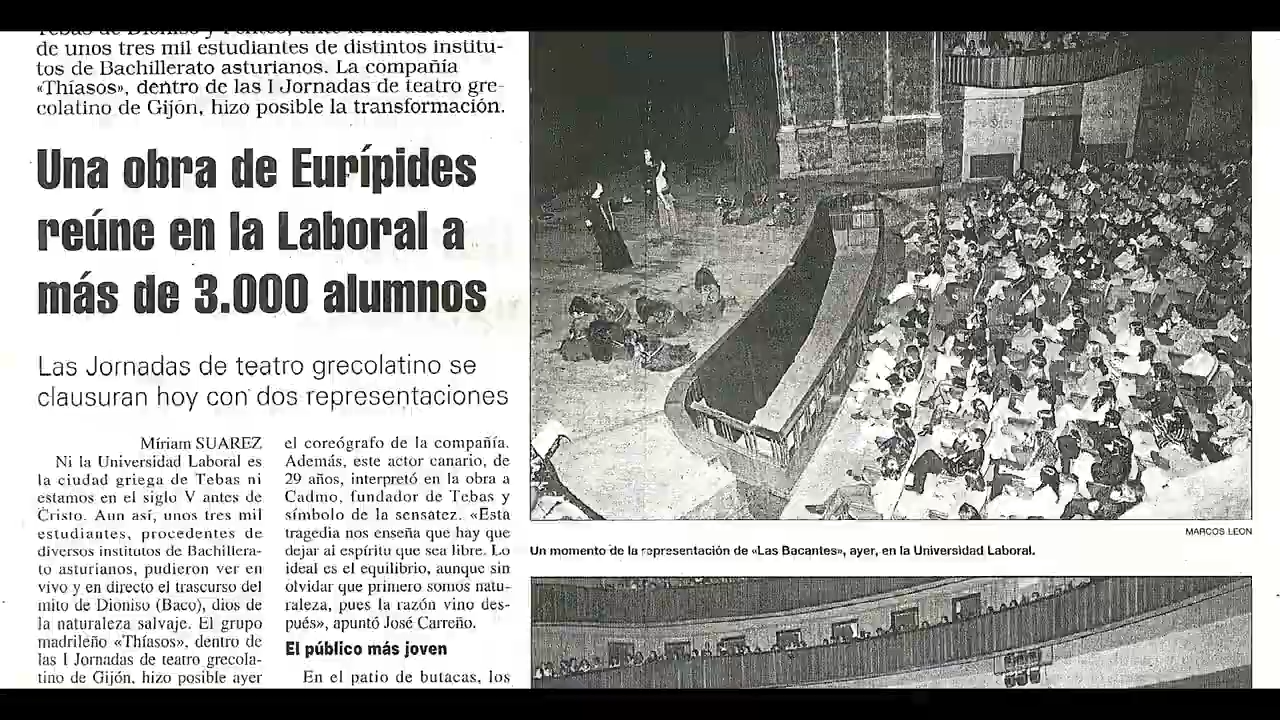 Tebas de Dioniso y Penteo, ante la mirada atenta
de unos tres mil estudiantes de distintos institu-
tos de Bachillerato asturianos. La compañía
«Thíasos», dentro de las I Jornadas de teatro gre-
colatino de Gijón, hizo posible la transformación.
Una obra de Eurípides
reúne en la Laboral a
más de 3.000 alumnos
Las Jornadas de teatro grecolatino se
clausuran hoy con dos representaciones
Míriam SUAREZ
Ni la Universidad Laboral es
la ciudad griega de Tebas ni
estamos en el siglo V antes de
Cristo. Aun así, unos tres mil
estudiantes, procedentes de
diversos institutos de Bachillera-
to asturianos, pudieron ver en
vivo y en directo el trascurso del
mito de Dioniso (Baco), dios de
la naturaleza salvaje. El grupo
madrileño «Thíasos», dentro de
las I Jornadas de teatro grecola-
tino de Gijón, hizo posible ayer
el coreógrafo de la compañía.
Además, este actor canario, de
29 años, interpretó en la obra a
Cadmo, fundador de Tebas y
símbolo de la sensatez. «Esta
tragedia nos enseña que hay que
dejar al espíritu que sea libre. Lo
ideal es el equilibrio, aunque sin
olvidar que primero somos natu-
raleza, pues la razón vino des-
pués», apuntó José Carreño.
El público más joven
En el patio de butacas, los
MARCOS LEON
Un momento de la representación de «Las Bacantes», ayer, en la Universidad Laboral.